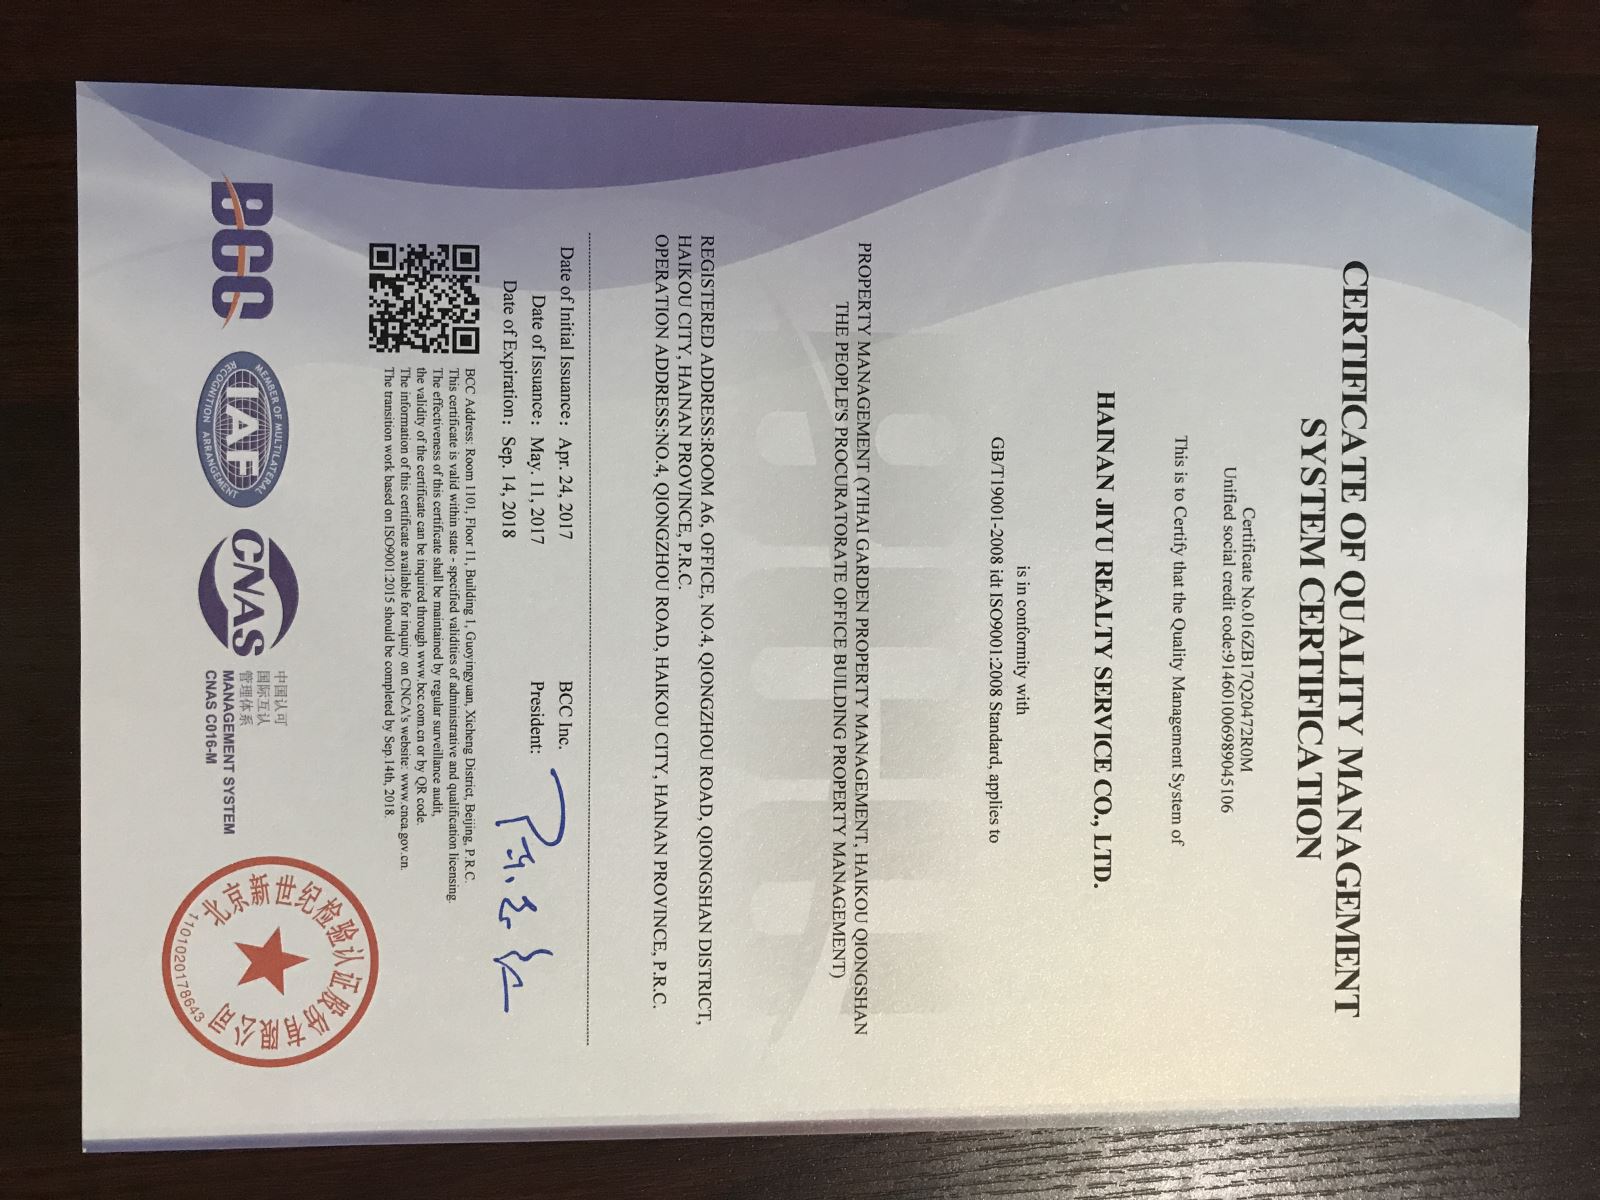 CERTIFICATE OF QUALITY MANAGEMENT
SYSTEM CERTIFICATION
Certificate No.016ZB17Q20472R0M
Unified social credit code:914601006989045106
This is to Certify that the Quality Management System of
HAINAN JIYU REALTY SERVICE CO., LTD.
is in conformity with
GB/T19001-2008 idt ISO9001:2008 Standard, applies to
PROPERTY MANAGEMENT (YIHAI GARDEN PROPERTY MANAGEMENT, HAIKOU QIONGSHAN
THE PEOPLE'S PROCURATORATE OFFICE BUILDING PROPERTY MANAGEMENT)
REGISTERED ADDRESS:ROOM A6, OFFICE, NO.4, QIONGZHOU ROAD, QIONGSHAN DISTRICT,
HAIKOU CITY, HAINAN PROVINCE, P.R.C.
OPERATION ADDRESS:NO.4, QIONGZHOU ROAD, HAIKOU CITY, HAINAN PROVINCE, P.R.C.
Date of Initial Issuance: Apr. 24, 2017
Date of Issuance: May. 11, 2017
Date of Expiration: Sep. 14, 2018
BCC Inc.
President:
BCC Address: Room 1101, Floor 11, Building 1, Guoyingyuan, Xicheng District, Beijing, P.R.C.
This certificate is valid within state - specified validities of administrative and qualification licensing.
The effectiveness of this certificate shall be maintained by regular surveillance audit,
the validity of the certificate can be inquired through www.bcc.com.cn or by QR code.
The information of this certificate available for inquiry on CNCA's website: www.cnca.gov.cn.
The transition work based on ISO9001:2015 should be completed by Sep.14th, 2018.
BCC
MEMBER OF MULTILATERAL
IAF
RECOGNITION ARRANGEMENT
CNAS
中国认可
国际互认
管理体系
MANAGEMENT SYSTEM
CNAS C016-M
北京新世纪检验认证股份有限公司
1101020178643